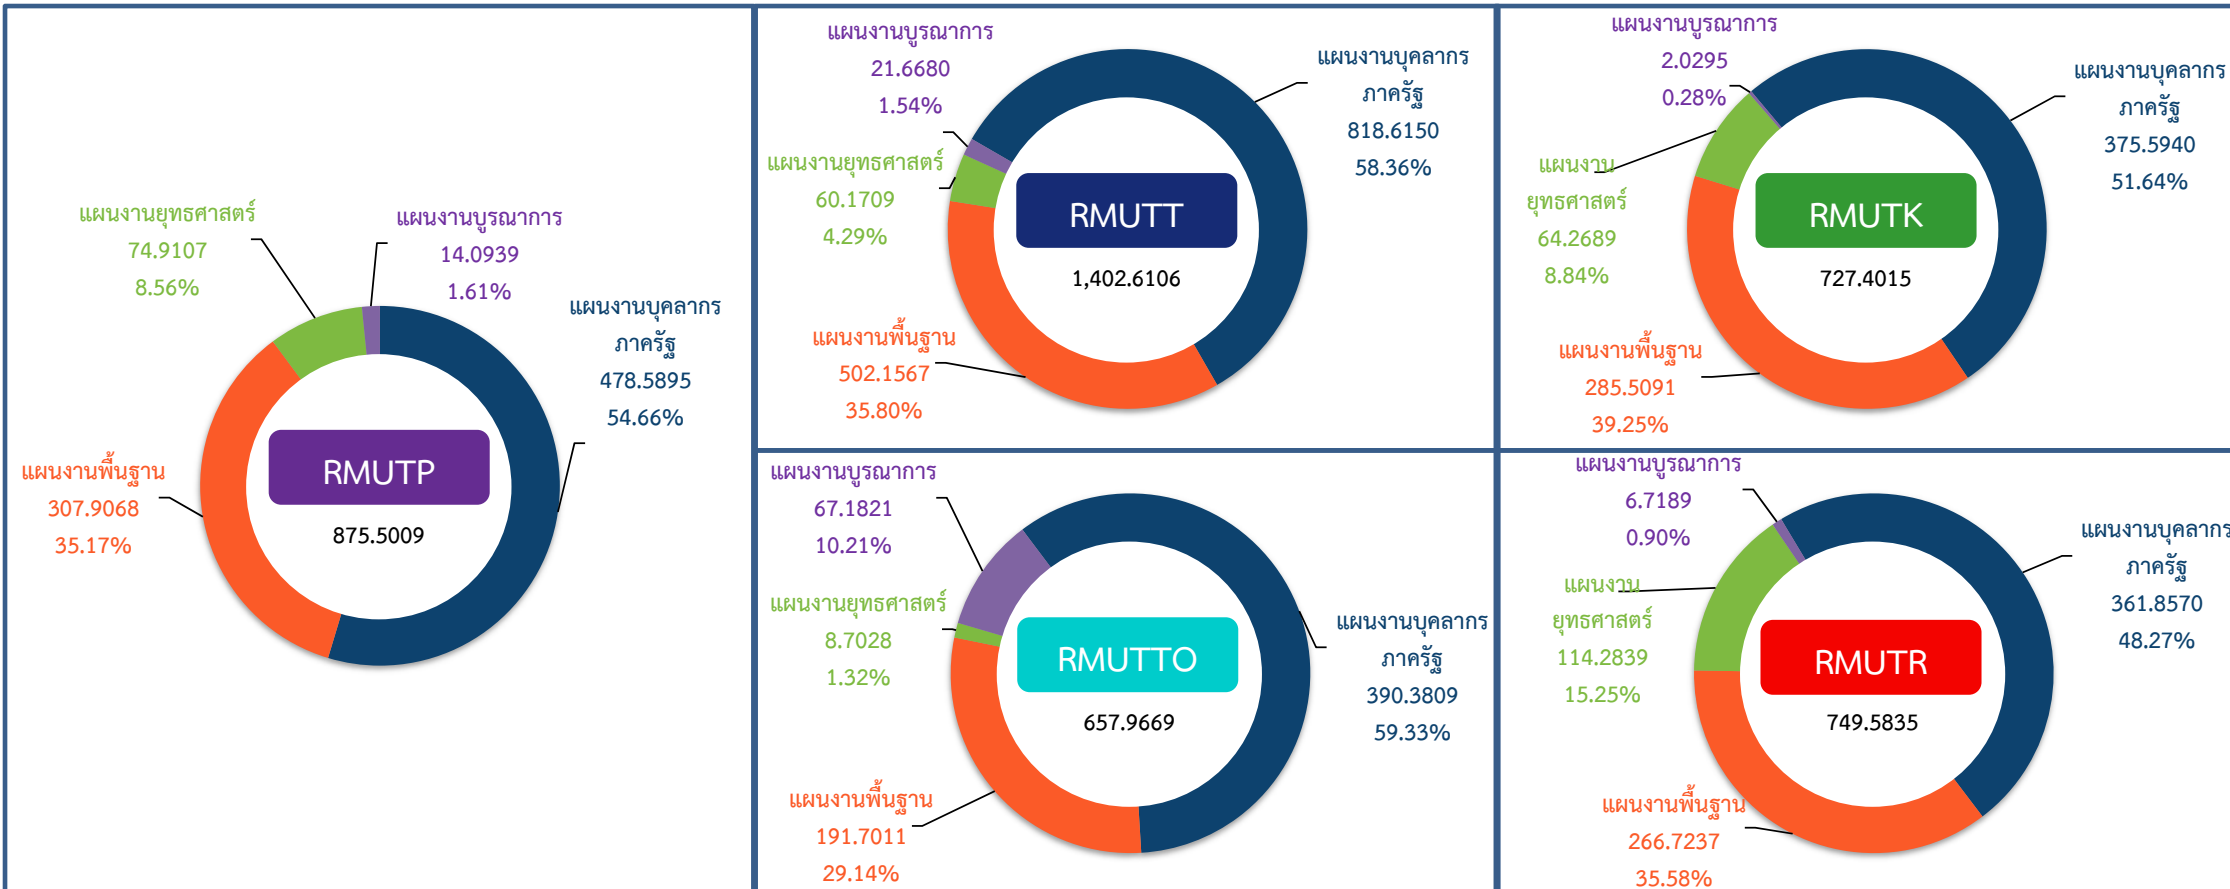 แผนงานยุทธศาสตร์
74.9107
8.56%
แผนงานบูรณาการ
14.0939
1.61%
แผนงานบุคลากร
ภาครัฐ
478.5895
54.66%
แผนงานพื้นฐาน
307.9068
35.17%
RMUTP
875.5009
แผนงานบูรณาการ
21.6680
1.54%
แผนงานบุคลากร
ภาครัฐ
818.6150
58.36%
แผนงานยุทธศาสตร์
60.1709
4.29%
RMUTT
1,402.6106
แผนงานพื้นฐาน
502.1567
35.80%
แผนงานบูรณาการ
2.0295
0.28%
แผนงานบุคลากร
ภาครัฐ
375.5940
51.64%
แผนงาน
ยุทธศาสตร์
64.2689
8.84%
RMUTK
727.4015
แผนงานพื้นฐาน
285.5091
39.25%
แผนงานบูรณาการ
67.1821
10.21%
แผนงานยุทธศาสตร์
8.7028
1.32%
RMUTTO
657.9669
แผนงานบุคลากร
ภาครัฐ
390.3809
59.33%
แผนงานพื้นฐาน
191.7011
29.14%
แผนงานบูรณาการ
6.7189
0.90%
แผนงานบุคลากร
ภาครัฐ
361.8570
48.27%
แผนงาน
ยุทธศาสตร์
114.2839
15.25%
RMUTR
749.5835
แผนงานพื้นฐาน
266.7237
35.58%